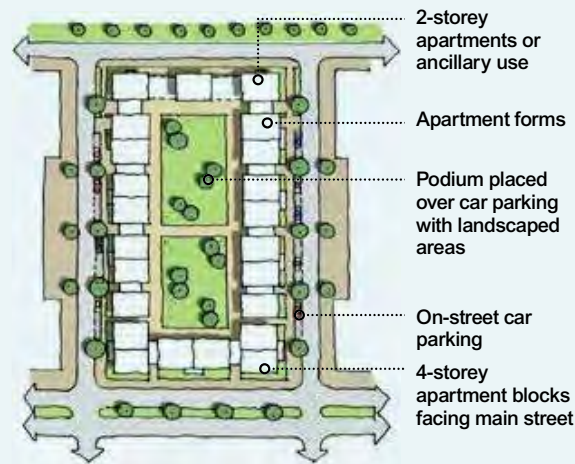 2-storey
apartments or
ancillary use
Apartment forms
Podium placed
over car parking
with landscaped
areas
On-street car
parking
4-storey
apartment blocks
facing main street